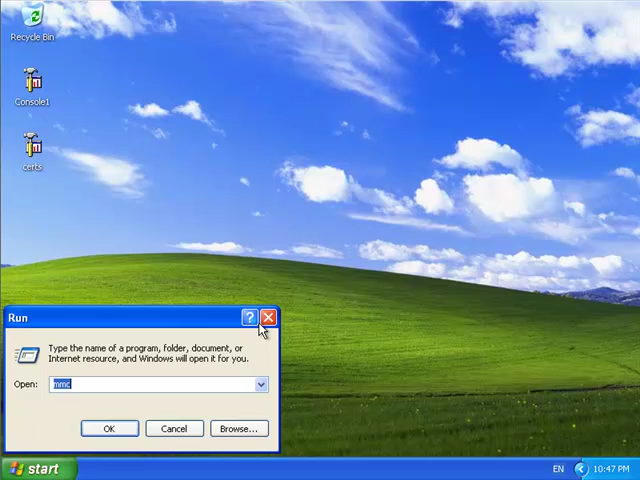 Recycle Bin
Console1
certs
Run
Type the name of a program, folder, document, or
Internet resource, and Windows will open it for you.
Open: mmc
OK Cancel Browse...
start EN 10:47 PM